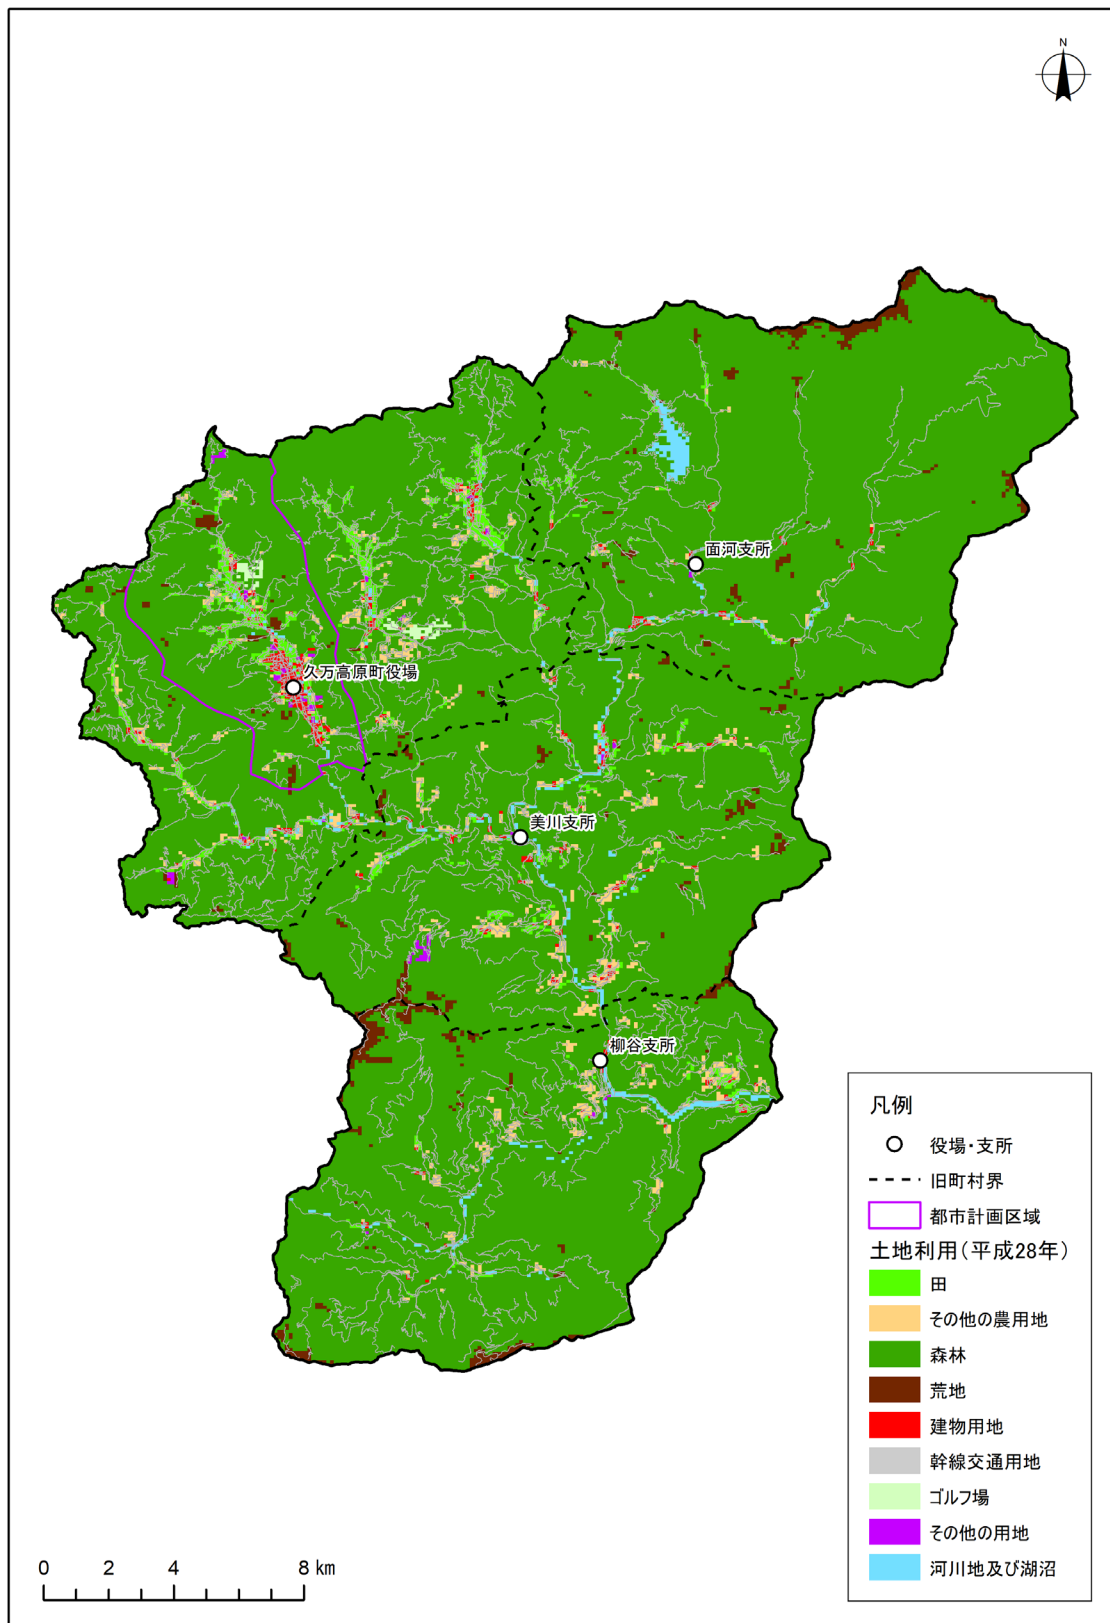 N
面河支所
久万高原町役場
美川支所
柳谷支所
凡例
役場・支所
旧町村界
都市計画区域
土地利用(平成28年)
田
その他の農用地
森林
荒地
建物用地
幹線交通用地
ゴルフ場
その他の用地
河川地及び湖沼
0 2 4 8 km